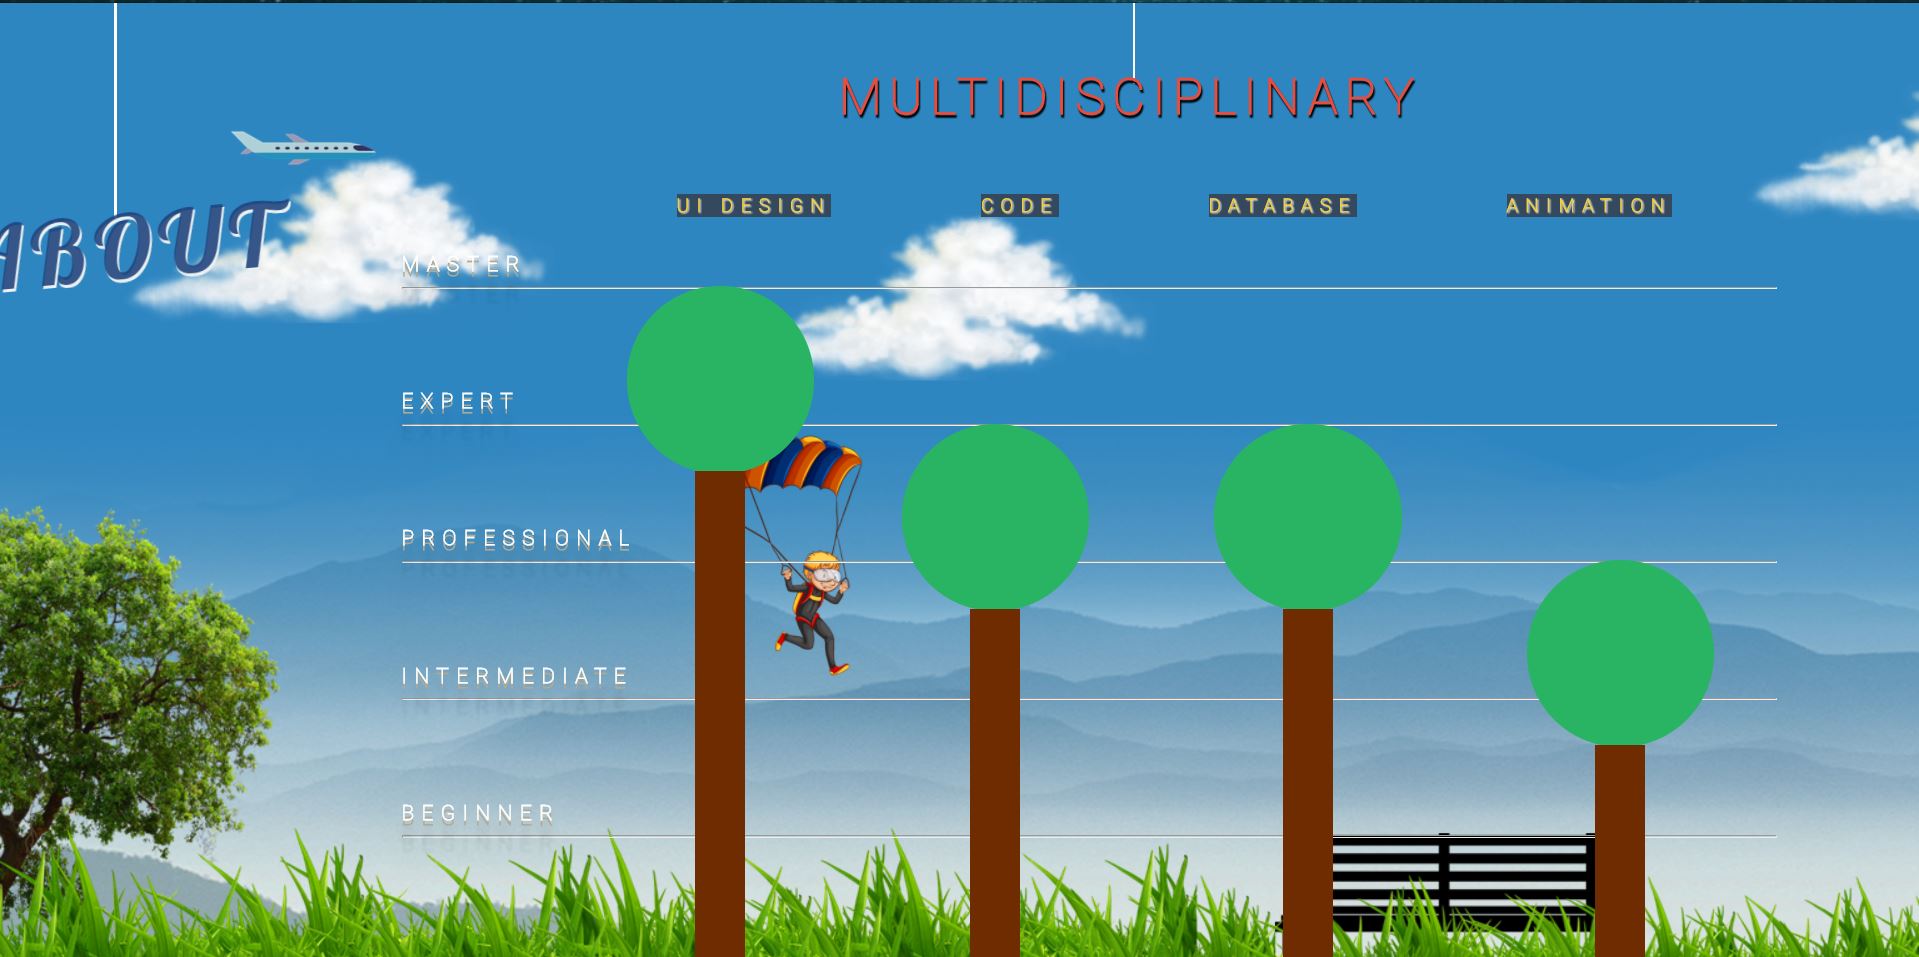 MULTIDISCIPLINARY
UI DESIGN
CODE
DATABASE
ANIMATION
ABOUT
MASTER
EXPERT
PROFESSIONAL
INTERMEDIATE
BEGINNER